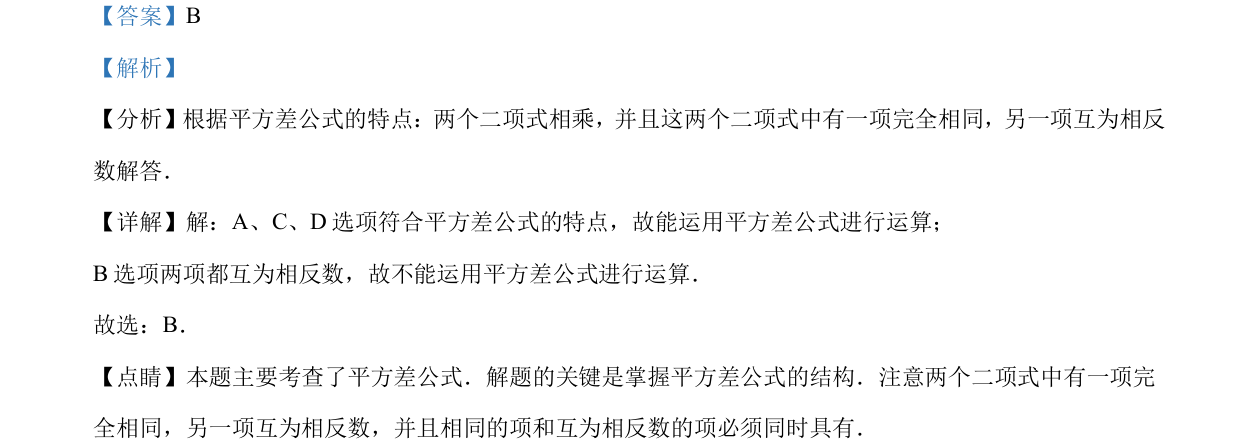 【答案】B
【解析】
【分析】根据平方差公式的特点：两个二项式相乘，并且这两个二项式中有一项完全相同，另一项互为相反
数解答．
【详解】解：A、C、D 选项符合平方差公式的特点，故能运用平方差公式进行运算；
B 选项两项都互为相反数，故不能运用平方差公式进行运算．
故选：B．
【点睛】本题主要考查了平方差公式．解题的关键是掌握平方差公式的结构．注意两个二项式中有一项完
全相同，另一项互为相反数，并且相同的项和互为相反数的项必须同时具有．